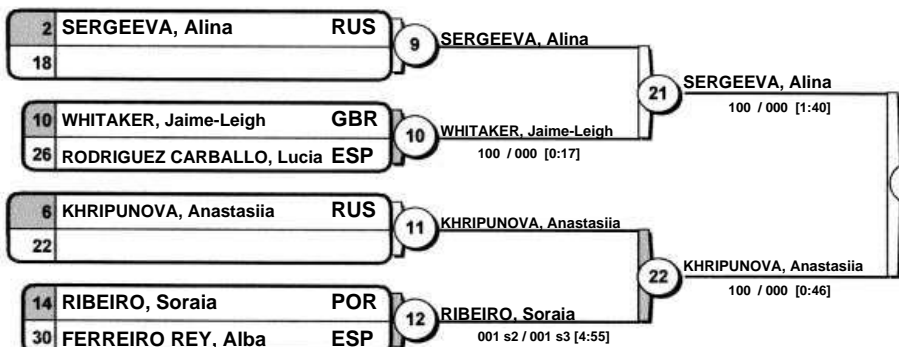 2 SERGEEVA, Alina RUS
18
9
SERGEEVA, Alina
10 WHITAKER, Jaime-Leigh GBR
26 RODRIGUEZ CARBALLO, Lucia ESP
10
WHITAKER, Jaime-Leigh
100 / 000 [0:17]
21
SERGEEVA, Alina
100 / 000 [1:40]
6 KHRIPUNOVA, Anastasiia RUS
22
11
KHRIPUNOVA, Anastasiia
14 RIBEIRO, Soraia POR
30 FERREIRO REY, Alba ESP
12
RIBEIRO, Soraia
001 s2 / 001 s3 [4:55]
22
KHRIPUNOVA, Anastasiia
100 / 000 [0:46]